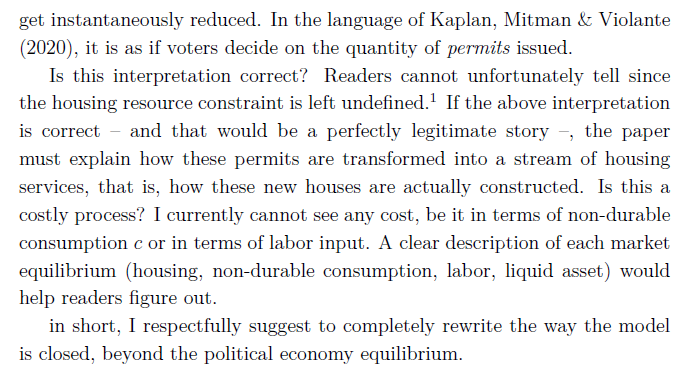 get instantaneously reduced. In the language of Kaplan, Mitman & Violante
(2020), it is as if voters decide on the quantity of permits issued.
Is this interpretation correct? Readers cannot unfortunately tell since
the housing resource constraint is left undefined.¹ If the above interpretation
is correct – and that would be a perfectly legitimate story –, the paper
must explain how these permits are transformed into a stream of housing
services, that is, how these new houses are actually constructed. Is this a
costly process? I currently cannot see any cost, be it in terms of non-durable
consumption c or in terms of labor input. A clear description of each market
equilibrium (housing, non-durable consumption, labor, liquid asset) would
help readers figure out.
in short, I respectfully suggest to completely rewrite the way the model
is closed, beyond the political economy equilibrium.